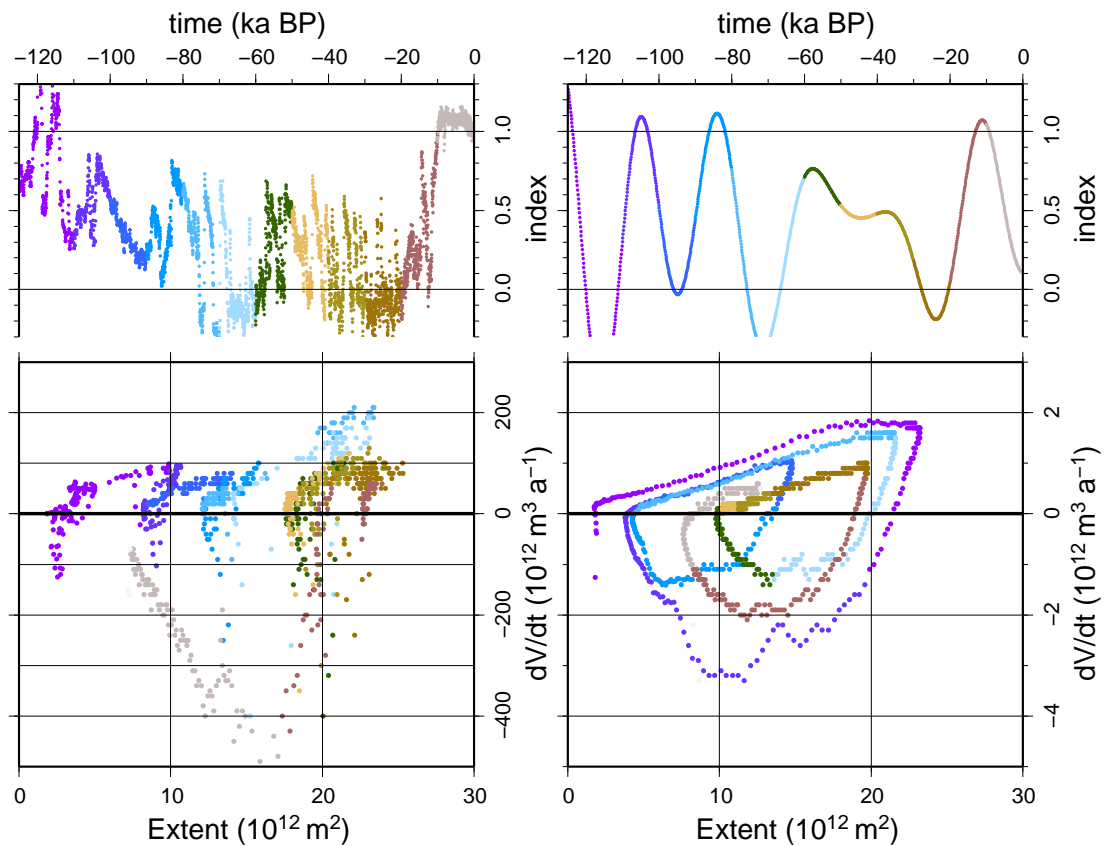 time (ka BP) time (ka BP)
−120 −100 −80 −60 −40 −20 0 −120 −100 −80 −60 −40 −20 0
1.0 1.0
0.5 0.5
0.0 0.0
index index
200 2
0 0
−200 −2
−400 −4
dV/dt (10¹² m³ a⁻¹) dV/dt (10¹² m³ a⁻¹)
0 10 20 30 0 10 20 30
Extent (10¹² m²) Extent (10¹² m²)